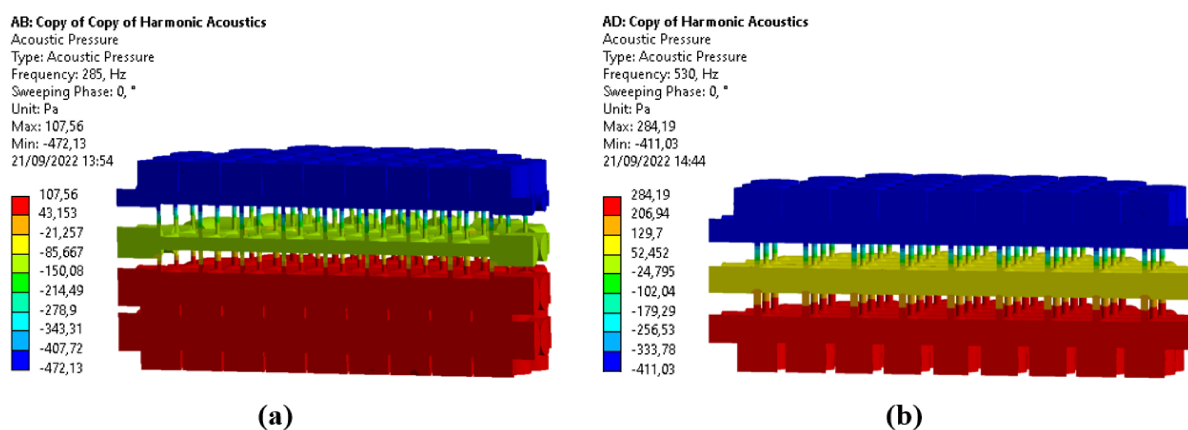 AB: Copy of Copy of Harmonic Acoustics
Acoustic Pressure
Type: Acoustic Pressure
Frequency: 285, Hz
Sweeping Phase: 0, °
Unit: Pa
Max: 107,56
Min: -472,13
21/09/2022 13:54
107,56
43,153
-21,257
-85,667
-150,08
-214,49
-278,9
-343,31
-407,72
-472,13
(a)
AD: Copy of Harmonic Acoustics
Acoustic Pressure
Type: Acoustic Pressure
Frequency: 530, Hz
Sweeping Phase: 0, °
Unit: Pa
Max: 284,19
Min: -411,03
21/09/2022 14:44
284,19
206,94
129,7
52,452
-24,795
-102,04
-179,29
-256,53
-333,78
-411,03
(b)